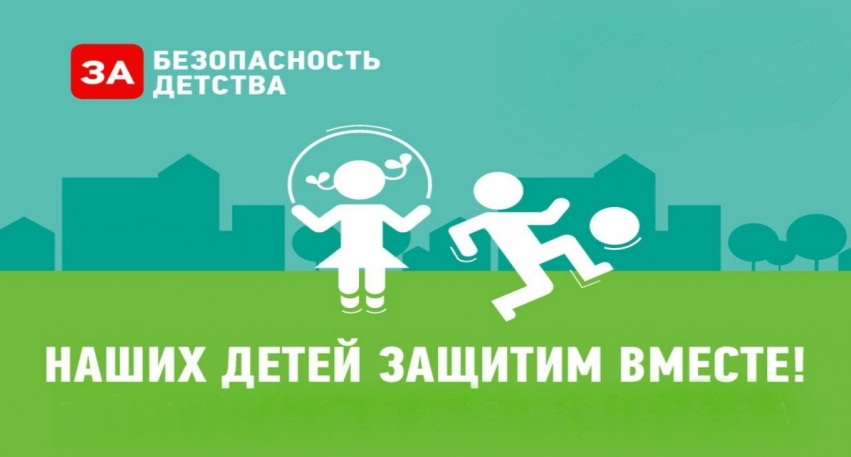 ЗА БЕЗОПАСНОСТЬ
ДЕТСТВА
НАШИХ ДЕТЕЙ ЗАЩИТИМ ВМЕСТЕ!